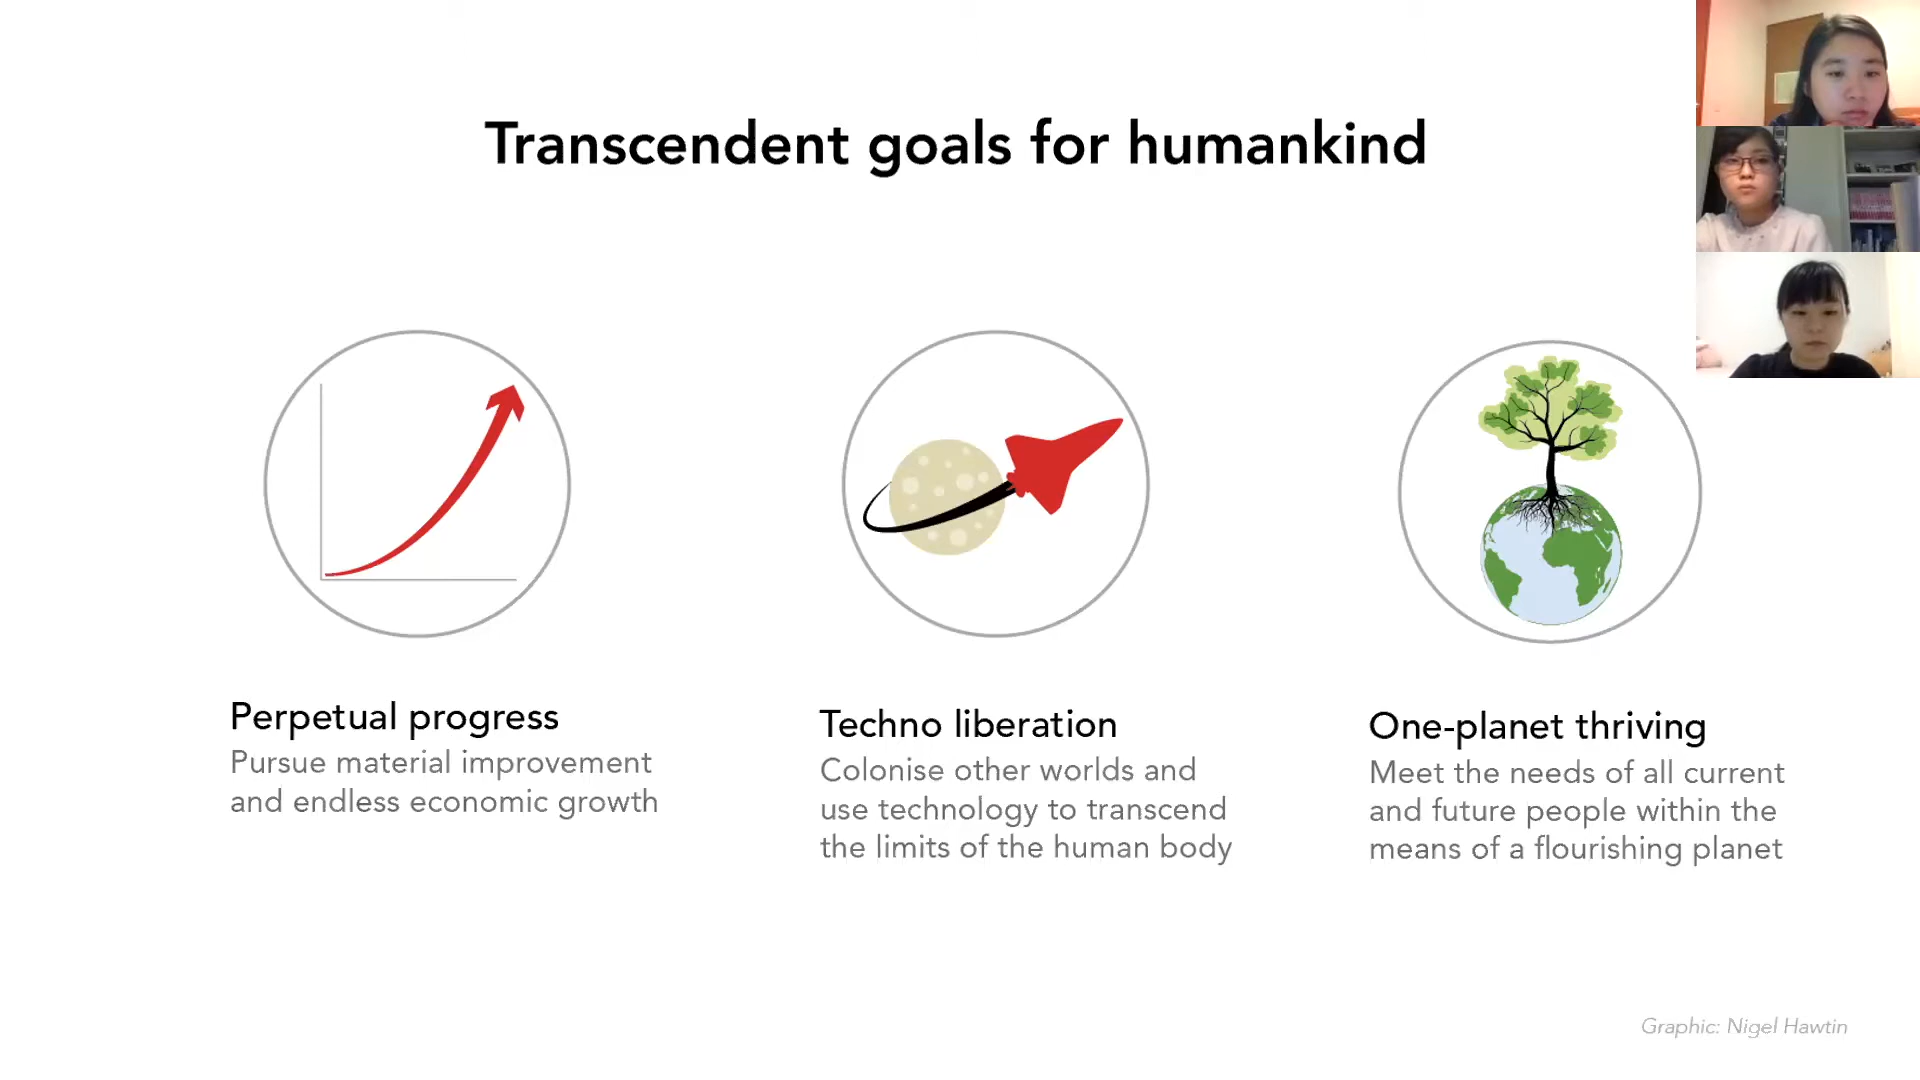 Transcendent goals for humankind
Perpetual progress
Pursue material improvement
and endless economic growth
Techno liberation
Colonise other worlds and
use technology to transcend
the limits of the human body
One-planet thriving
Meet the needs of all current
and future people within the
means of a flourishing planet
Graphic: Nigel Hawtin